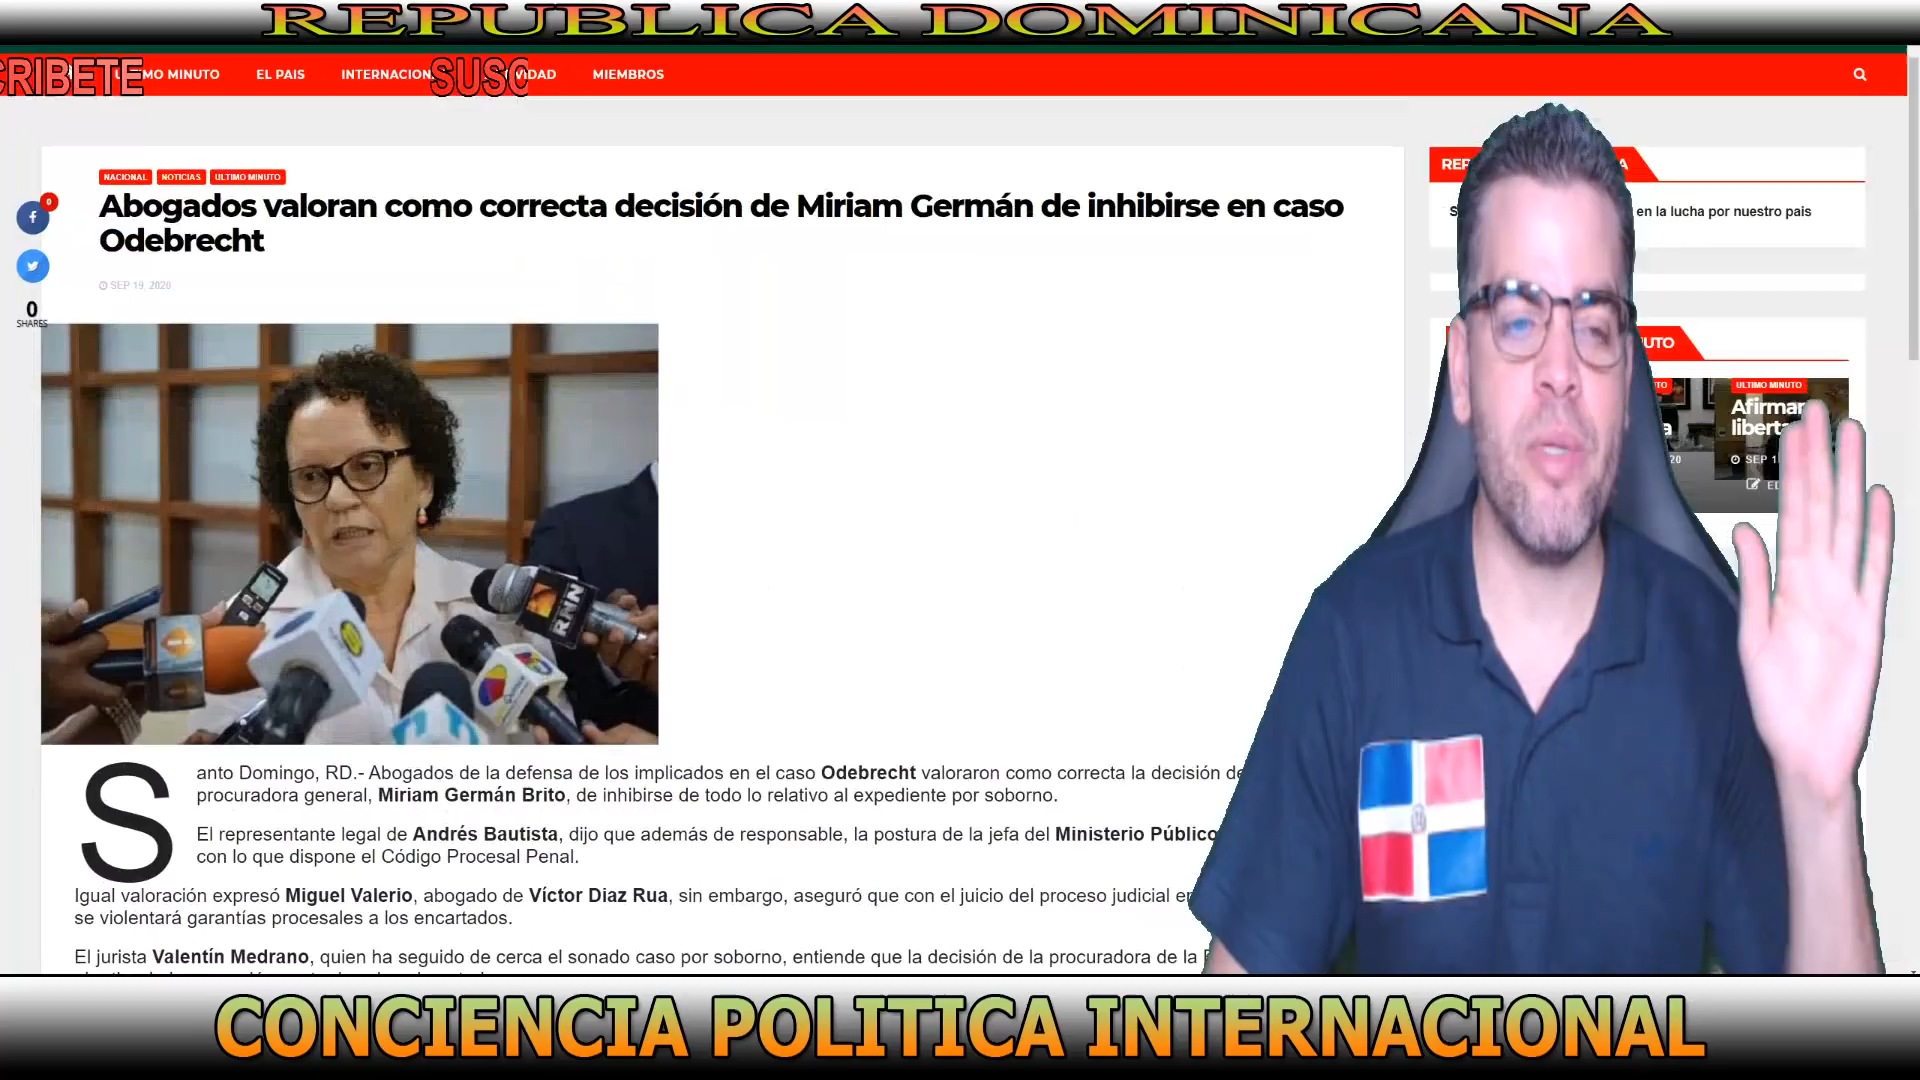 REPUBLICA DOMINICANA
CRIBETE
MINUTO
EL PAIS
SUSC
MIEMBROS
NACIONAL
NOTICIAS
ULTIMO MINUTO
Abogados valoran como correcta decisión de Miriam Germán de inhibirse en caso
Odebrecht
SEP 19, 2020
0
0
SHARES
en la lucha por nuestro pais
UTO
ULTIMO MINUTO
RNN
Santo Domingo, RD.- Abogados de la defensa de los implicados en el caso Odebrecht valoraron como correcta la decisión de
procuradora general, Miriam Germán Brito, de inhibirse de todo lo relativo al expediente por soborno.
El representante legal de Andrés Bautista, dijo que además de responsable, la postura de la jefa del Ministerio Público
con lo que dispone el Código Procesal Penal.
Igual valoración expresó Miguel Valerio, abogado de Víctor Diaz Rua, sin embargo, aseguró que con el juicio del proceso judicial
se violentará garantías procesales a los encartados.
El jurista Valentín Medrano, quien ha seguido de cerca el sonado caso por soborno, entiende que la decisión de la procuradora de la
CONCIENCIA POLITICA INTERNACIONAL